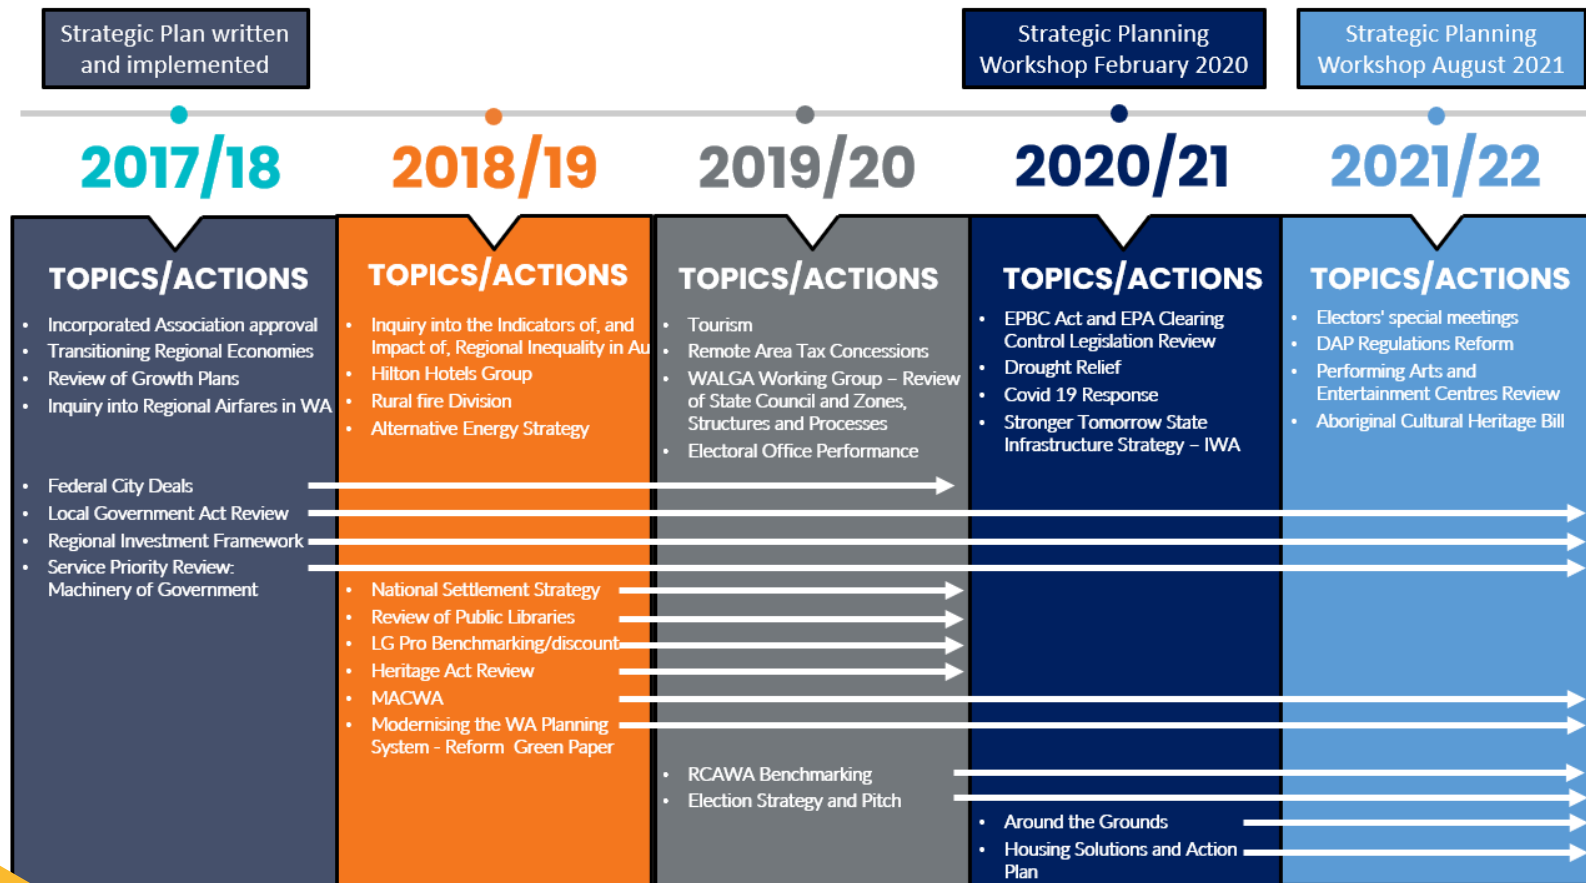 Strategic Plan written
and implemented
Strategic Planning
Workshop February 2020
Strategic Planning
Workshop August 2021
2017/18
2018/19
2019/20
2020/21
2021/22
TOPICS/ACTIONS
• Incorporated Association approval
• Transitioning Regional Economies
• Review of Growth Plans
• Inquiry into Regional Airfares in WA
• Federal City Deals
• Local Government Act Review
• Regional Investment Framework
• Service Priority Review:
Machinery of Government
TOPICS/ACTIONS
• Inquiry into the Indicators of, and
Impact of, Regional Inequality in Au
• Hilton Hotels Group
• Rural fire Division
• Alternative Energy Strategy
• National Settlement Strategy
• Review of Public Libraries
• LG Pro Benchmarking/discount
• Heritage Act Review
• MACWA
• Modernising the WA Planning
System - Reform Green Paper
TOPICS/ACTIONS
• Tourism
• Remote Area Tax Concessions
• WALGA Working Group – Review
of State Council and Zones,
Structures and Processes
• Electoral Office Performance
• RCAWA Benchmarking
• Election Strategy and Pitch
TOPICS/ACTIONS
• EPBC Act and EPA Clearing
Control Legislation Review
• Drought Relief
• Covid 19 Response
• Stronger Tomorrow State
Infrastructure Strategy – IWA
• Around the Grounds
• Housing Solutions and Action
Plan
TOPICS/ACTIONS
• Electors' special meetings
• DAP Regulations Reform
• Performing Arts and
Entertainment Centres Review
• Aboriginal Cultural Heritage Bill